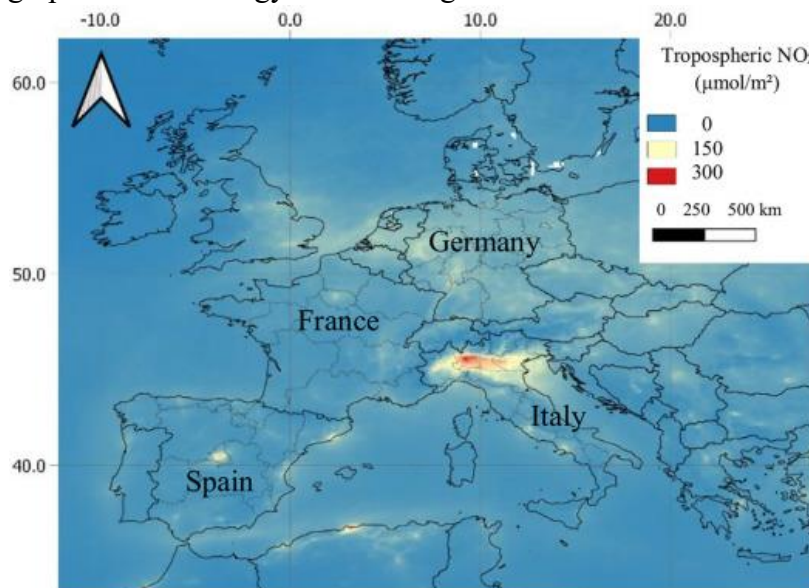 -10.0 0.0 10.0 20.0
Tropospheric NO
(μmol/m²)
60.0
0
150
300
0 250 500 km
Germany
50.0
France
Italy
40.0
Spain